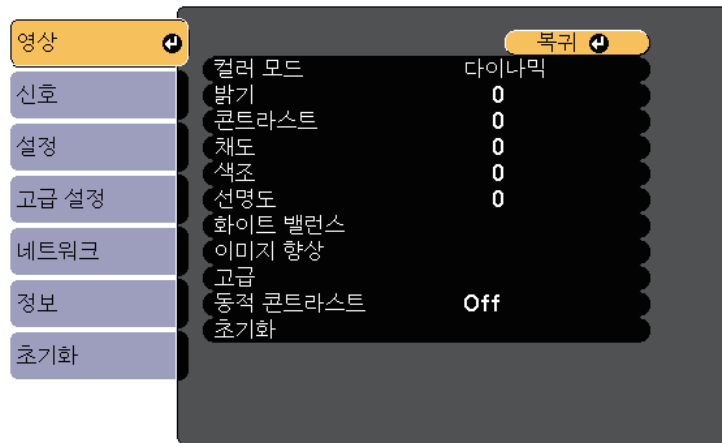 영상
신호
설정
고급 설정
네트워크
정보
초기화
복귀
컬러 모드 다이나믹
밝기 0
콘트라스트 0
채도 0
색조 0
선명도 0
화이트 밸런스
이미지 향상
고급
동적 콘트라스트 Off
초기화